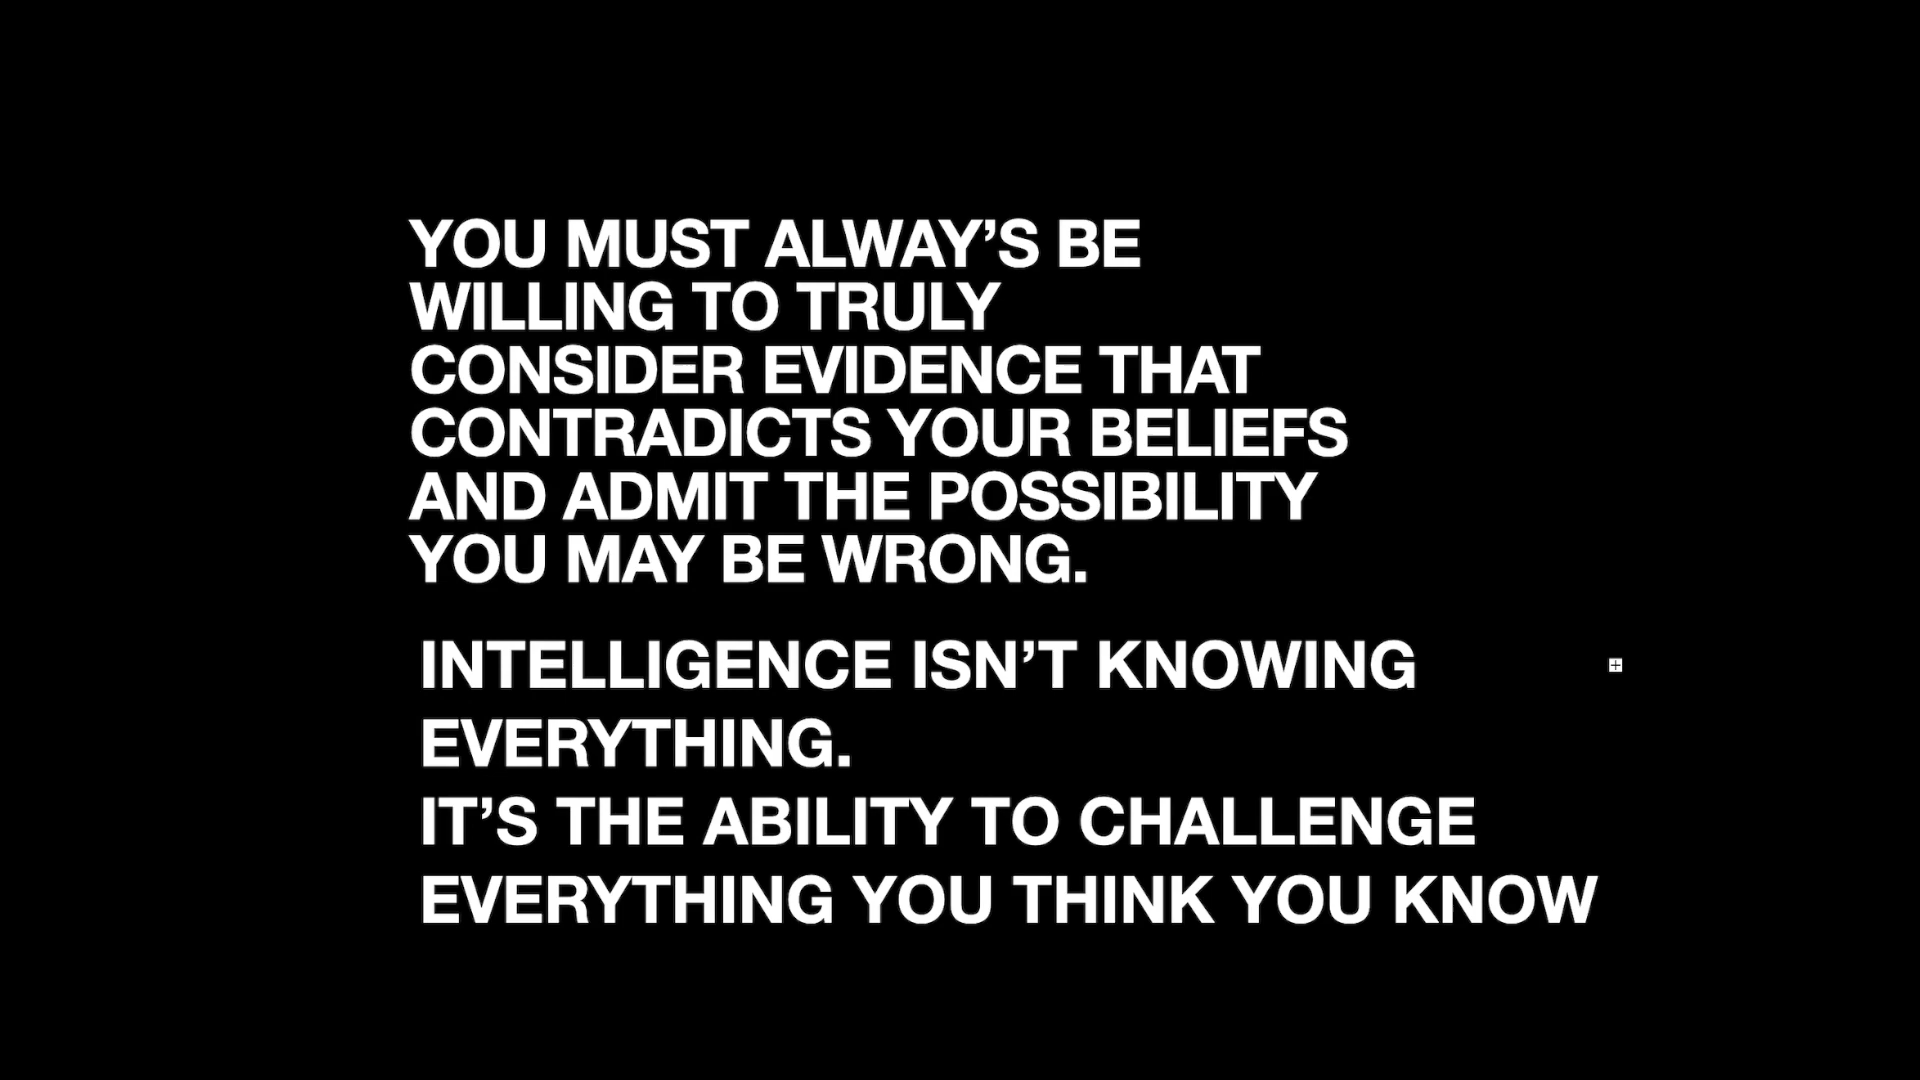 YOU MUST ALWAY’S BE
WILLING TO TRULY
CONSIDER EVIDENCE THAT
CONTRADICTS YOUR BELIEFS
AND ADMIT THE POSSIBILITY
YOU MAY BE WRONG.
INTELLIGENCE ISN’T KNOWING
EVERYTHING.
IT’S THE ABILITY TO CHALLENGE
EVERYTHING YOU THINK YOU KNOW